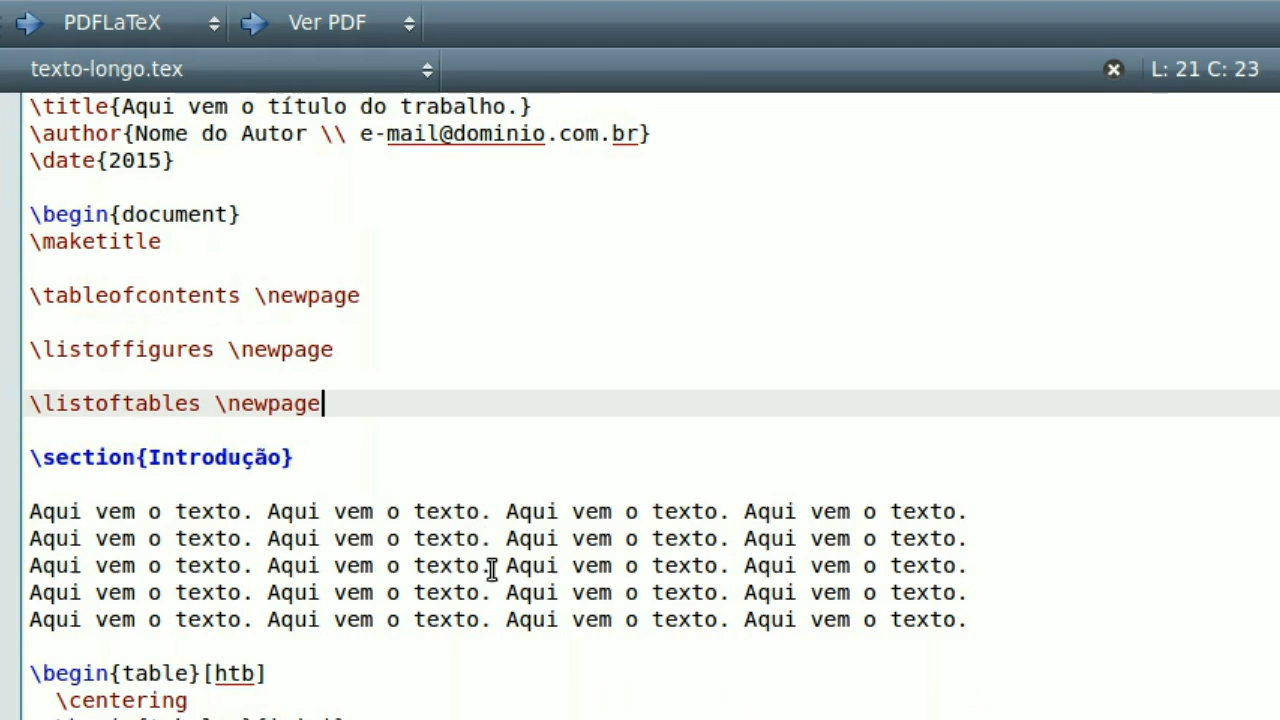 PDFLaTeX Ver PDF
texto-longo.tex L: 21 C: 23
\title{Aqui vem o título do trabalho.}
\author{Nome do Autor \\ e-mail@dominio.com.br}
\date{2015}
\begin{document}
\maketitle
\tableofcontents \newpage
\listoffigures \newpage
\listoftables \newpage
\section{Introdução}
Aqui vem o texto. Aqui vem o texto. Aqui vem o texto. Aqui vem o texto.
Aqui vem o texto. Aqui vem o texto. Aqui vem o texto. Aqui vem o texto.
Aqui vem o texto. Aqui vem o texto. Aqui vem o texto. Aqui vem o texto.
Aqui vem o texto. Aqui vem o texto. Aqui vem o texto. Aqui vem o texto.
Aqui vem o texto. Aqui vem o texto. Aqui vem o texto. Aqui vem o texto.
\begin{table}[htb]
\centering